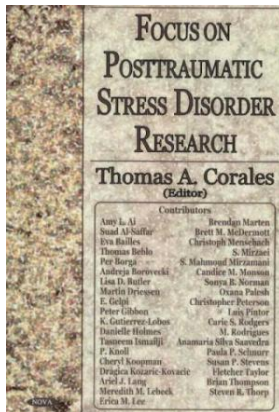 FOCUS ON
POSTTRAUMATIC
STRESS DISORDER
RESEARCH
Thomas A. Corales
(Editor)
Contributors
Amy L. Ai
Suad Al-Saffar
Eva Bailles
Thomas Behlo
Per Borga
Andreja Borovecki
Lisa D. Butler
Martin Driessen
E. Gelpi
Peter Gibbon
K. Gutierrez-Lobos
Danielle Holmes
Tasneem Ismailji
P. Knoll
Cheryl Koopman
Dragica Kozaric-Kovacic
Ariel J. Lang
Meredith M. Lebeck
Erica M. Lee
Brendan Marten
Brett M. McDermott
Christoph Menschach
S. Mirzaei
S. Mahmoud Mirzamani
Candice M. Monson
Sonya B. Norman
Oxana Palesh
Christopher Peterson
Luis Pintor
Carie S. Rodgers
M. Rodrigues
Anamaria Silva Saavedra
Paula P. Schnurr
Susan P. Stevens
Fletcher Taylor
Brian Thompson
Steven R. Thorp
NOVA